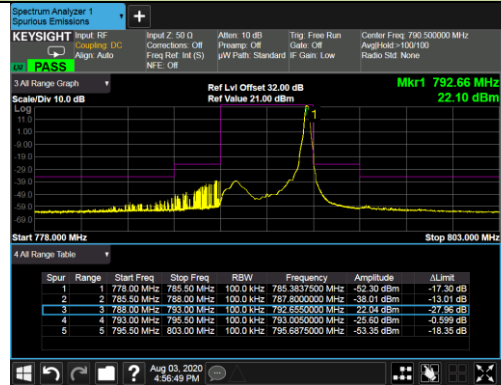 Spectrum Analyzer 1
Spurious Emissions
+
KEYSIGHT Input: RF Input Z: 50 Ω Atten: 10 dB Trig: Free Run Center Freq: 790.500000 MHz
Coupling: DC Corrections: Off Preamp: Off Gate: Off Avg|Hold:>100/100
Align: Auto Freq Ref: Int (S) µW Path: Standard IF Gain: Low Radio Std: None
NFE: Off
LXI PASS
3 All Range Graph Ref Lvl Offset 32.00 dB Mkr1 792.66 MHz
Scale/Div 10.0 dB Ref Value 21.00 dBm 22.10 dBm
Log
11.0
1.00
-9.00
-19.0
-29.0
-39.0
-49.0
-59.0
-69.0
1
Start 778.000 MHz Stop 803.000 MHz
4 All Range Table
Spur Range Start Freq Stop Freq RBW Frequency Amplitude ΔLimit
1 1 778.00 MHz 785.50 MHz 100.0 kHz 785.3837500 MHz -52.30 dBm -17.30 dB
2 2 785.50 MHz 788.00 MHz 100.0 kHz 787.8000000 MHz -38.01 dBm -13.01 dB
3 3 788.00 MHz 793.00 MHz 100.0 kHz 792.6550000 MHz 22.04 dBm -27.96 dB
4 4 793.00 MHz 795.50 MHz 100.0 kHz 793.0050000 MHz -25.60 dBm -0.599 dB
5 5 795.50 MHz 803.00 MHz 100.0 kHz 795.6875000 MHz -53.35 dBm -18.35 dB
? Aug 03, 2020
4:56:49 PM